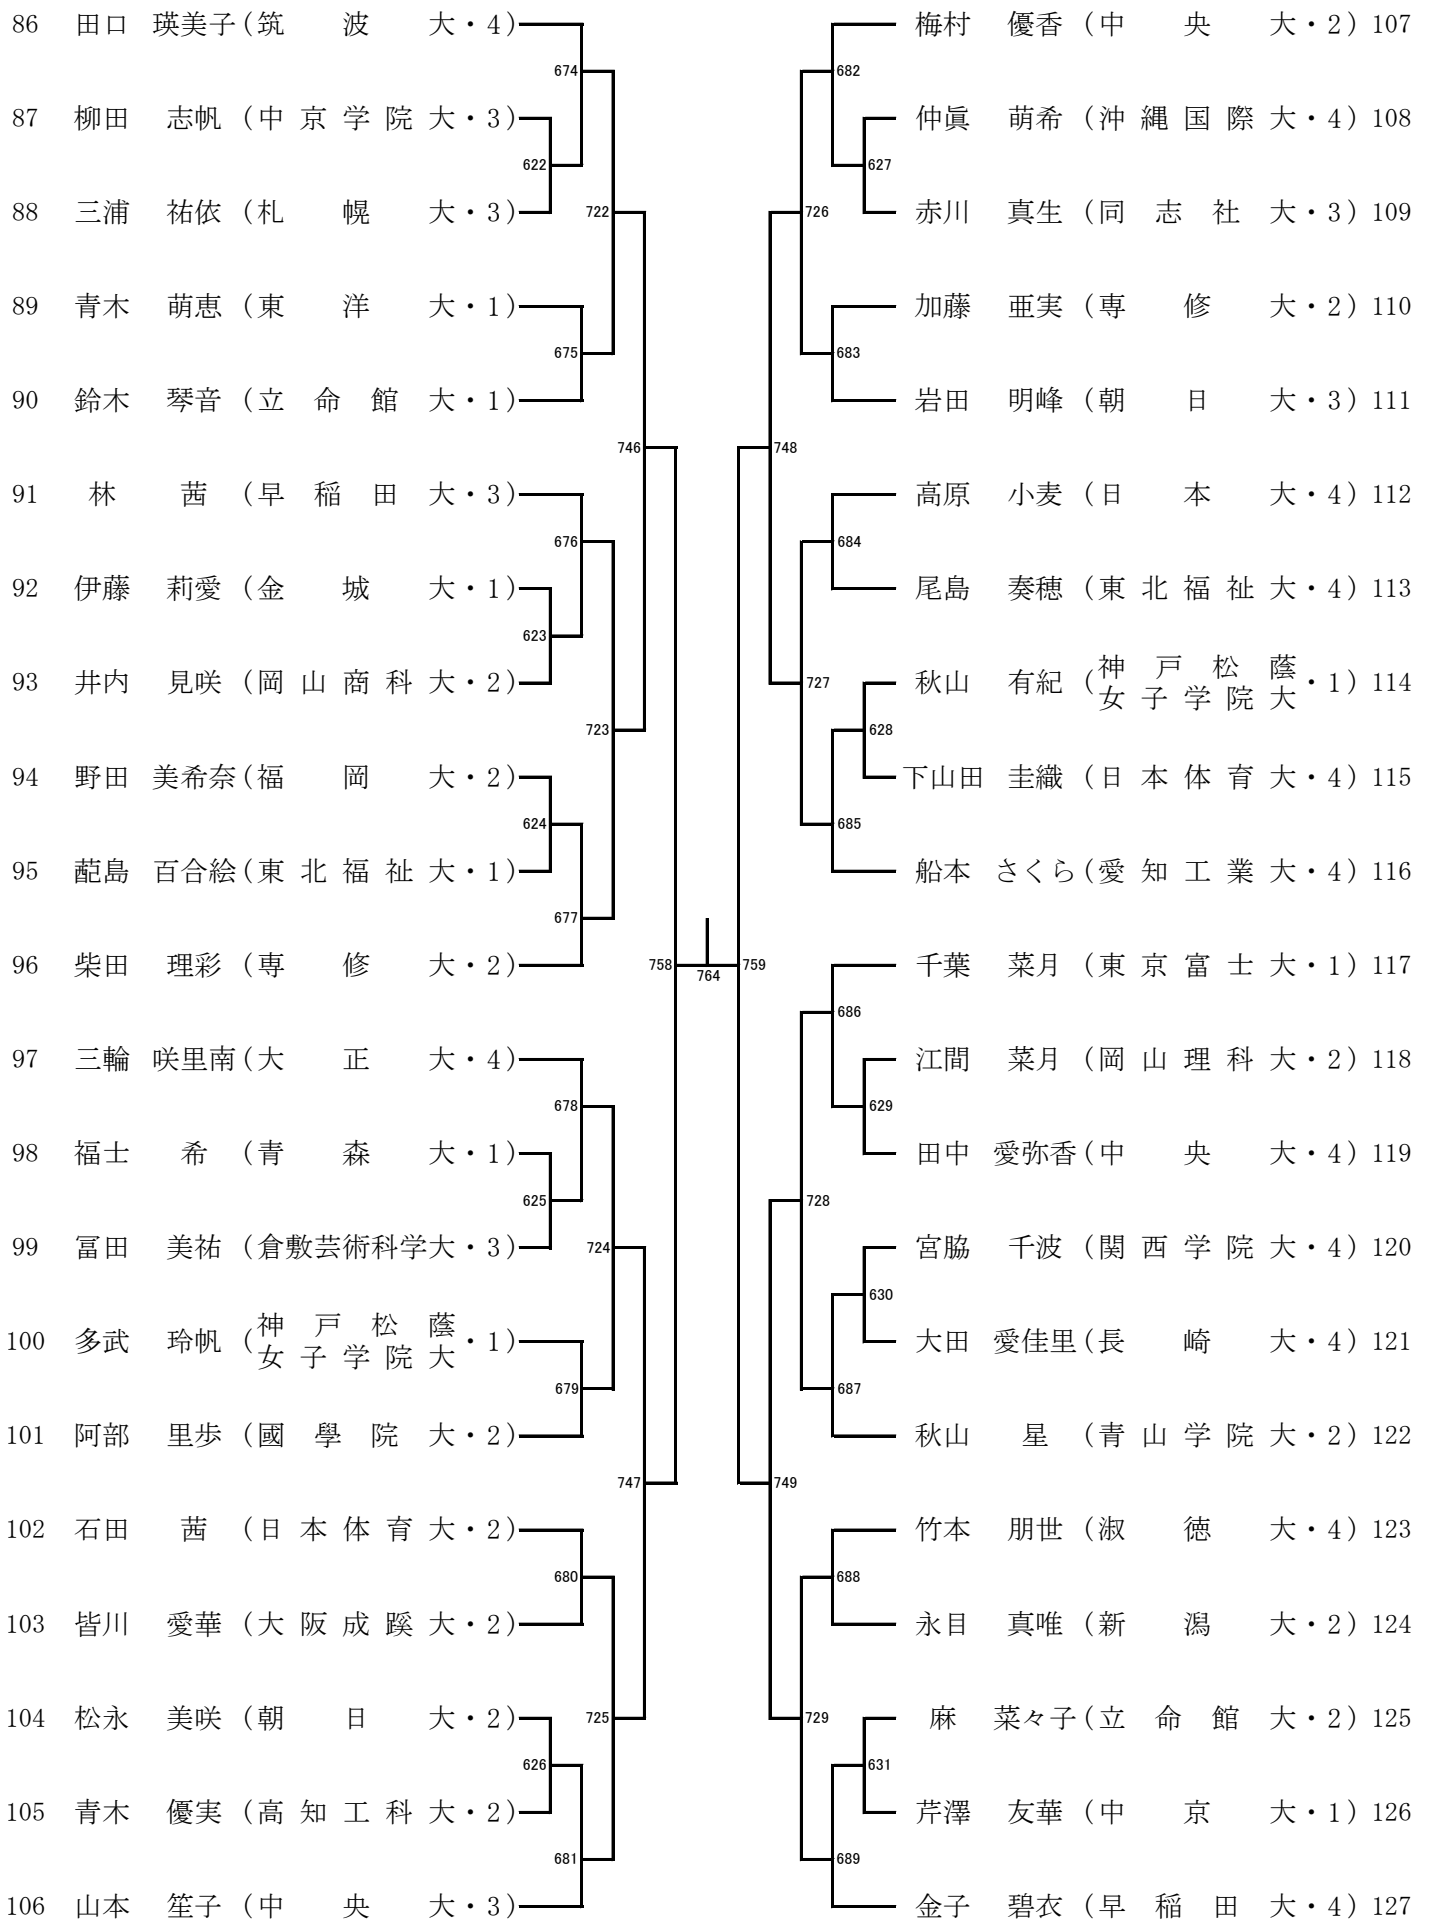 86 田口 瑛美子 (筑波大・4)
674
87 柳田 志帆 (中京学院大・3)
622
88 三浦 祐依 (札幌大・3)
722
89 青木 萌恵 (東洋大・1)
675
90 鈴木 琴音 (立命館大・1)
746
91 林 茜 (早稲田大・3)
676
92 伊藤 莉愛 (金城大・1)
623
93 井内 見咲 (岡山商科大・2)
723
94 野田 美希奈 (福岡大・2)
624
95 蓜島 百合絵 (東北福祉大・1)
677
96 柴田 理彩 (専修大・2)
758
764
97 三輪 咲里南 (大正大・4)
678
98 福士 希 (青森大・1)
625
99 冨田 美祐 (倉敷芸術科学大・3)
724
100 多武 玲帆 (神戸松蔭女子学院大・1)
679
101 阿部 里歩 (國學院大・2)
747
102 石田 茜 (日本体育大・2)
680
103 皆川 愛華 (大阪成蹊大・2)
104 松永 美咲 (朝日大・2)
725
626
105 青木 優実 (高知工科大・2)
681
106 山本 笙子 (中央大・3)
梅村 優香 (中央大・2) 107
682
仲眞 萌希 (沖縄国際大・4) 108
627
赤川 真生 (同志社大・3) 109
726
加藤 亜実 (専修大・2) 110
683
岩田 明峰 (朝日大・3) 111
748
高原 小麦 (日本大・4) 112
684
尾島 奏穂 (東北福祉大・4) 113
秋山 有紀 (神戸松蔭女子学院大・1) 114
727
628
下山田 圭織 (日本体育大・4) 115
685
船本 さくら (愛知工業大・4) 116
759
千葉 菜月 (東京富士大・1) 117
686
江間 菜月 (岡山理科大・2) 118
629
田中 愛弥香 (中央大・4) 119
728
宮脇 千波 (関西学院大・4) 120
630
大田 愛佳里 (長崎大・4) 121
687
秋山 星 (青山学院大・2) 122
749
竹本 朋世 (淑徳大・4) 123
688
永目 真唯 (新潟大・2) 124
麻 菜々子 (立命館大・2) 125
729
631
芹澤 友華 (中京大・1) 126
689
金子 碧衣 (早稲田大・4) 127